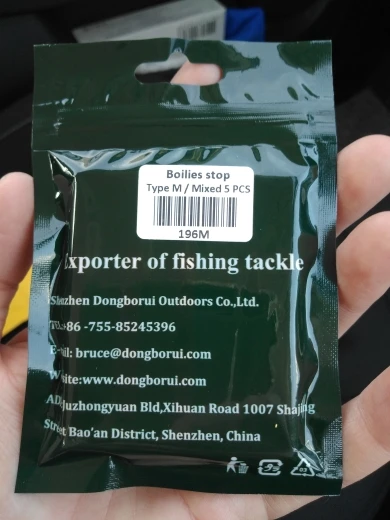 Boilies stop
Type M / Mixed 5 PCS
196M
Exporter of fishing tackle
Shenzhen Dongborui Outdoors Co.,Ltd.
+86 -755-85245396
bruce@dongborui.com
www.dongborui.com
Juzhongyuan Bld,Xihuan Road 1007 Shajing
Street Bao'an District, Shenzhen, China
03